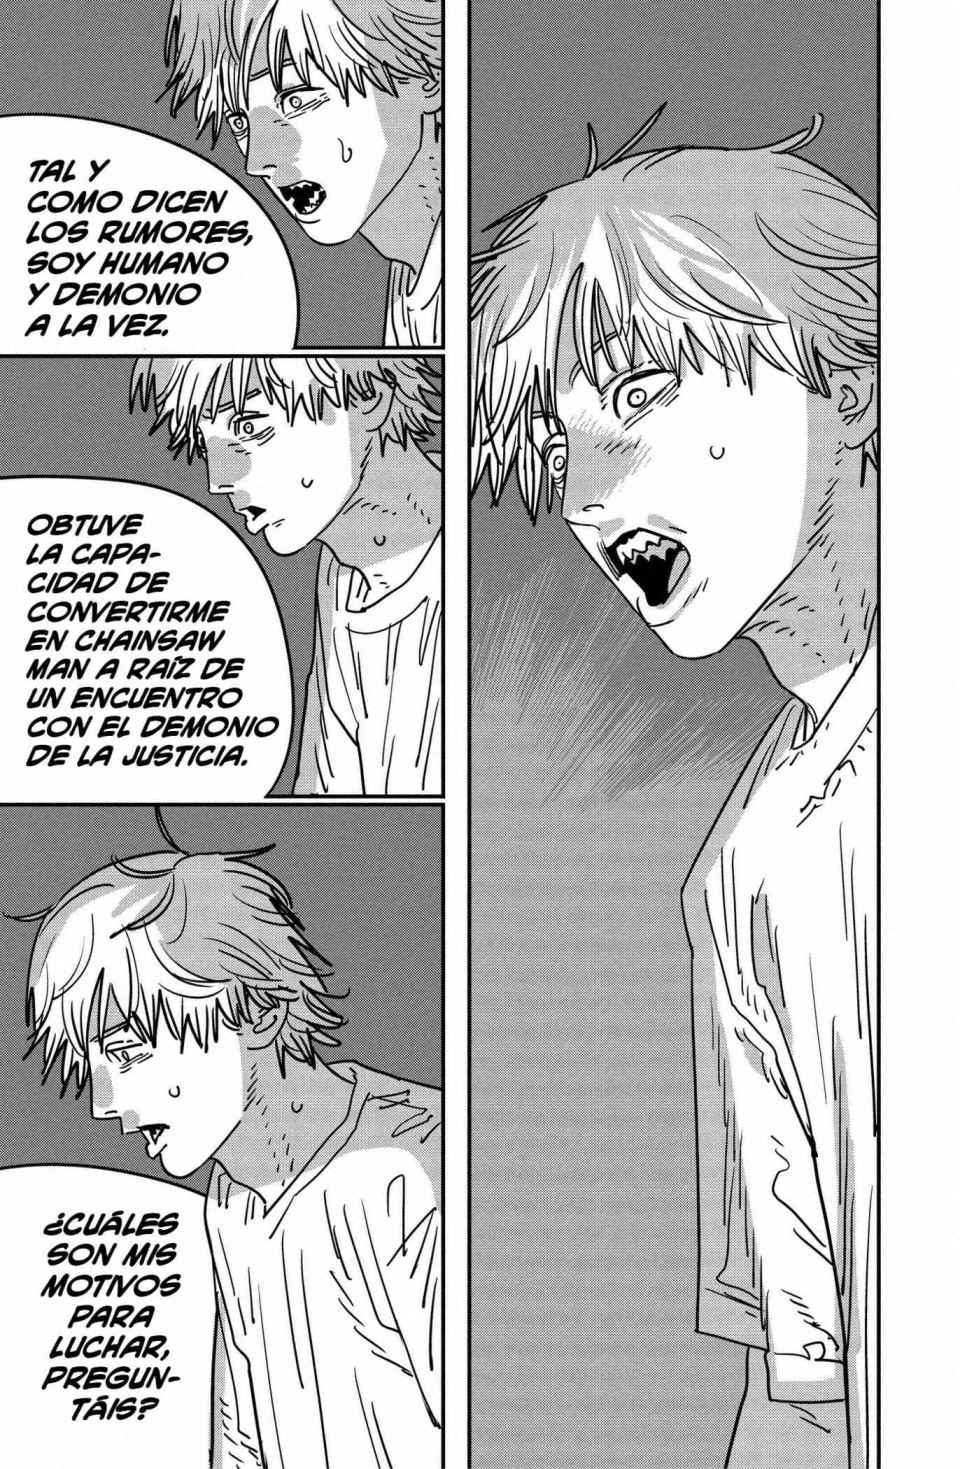 TAL Y
COMO DICEN
LOS RUMORES,
SOY HUMANO
Y DEMONIO
A LA VEZ.
OBTUVE
LA CAPA-
CIDAD DE
CONVERTIRME
EN CHAINSAW
MAN A RAÍZ DE
UN ENCUENTRO
CON EL DEMONIO
DE LA JUSTICIA.
¿CUÁLES
SON MIS
MOTIVOS
PARA
LUCHAR,
PREGUN-
TÁIS?